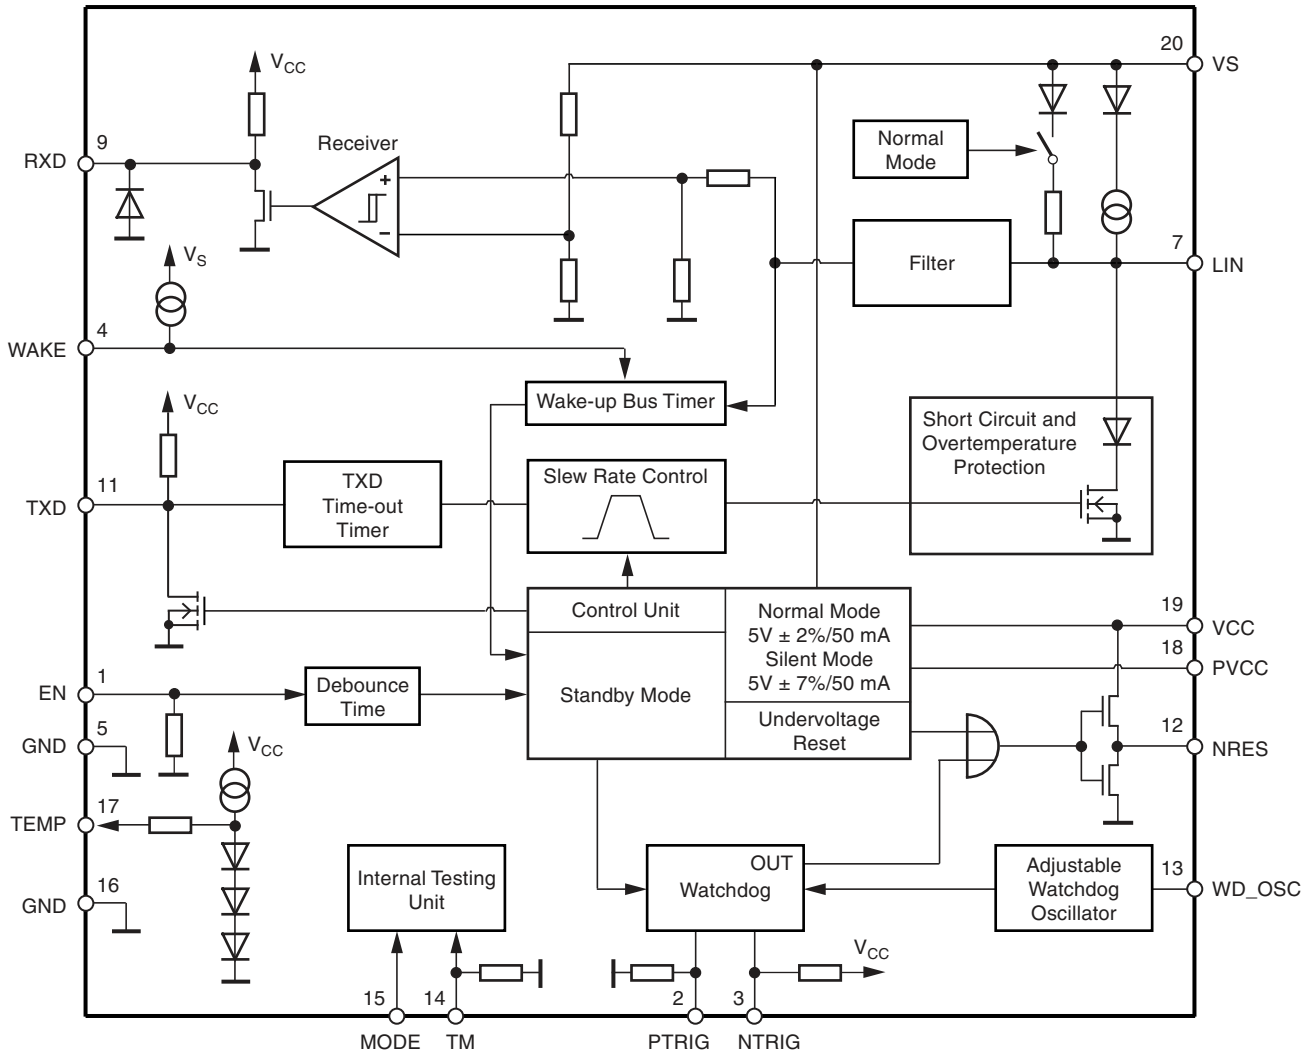 20
VS
VCC
Receiver
Normal
Mode
9
RXD
+
−
VS
Filter
7
LIN
4
WAKE
Wake-up Bus Timer
VCC
Short Circuit and
Overtemperature
Protection
11
TXD
TXD
Time-out
Timer
Slew Rate Control
Control Unit
Normal Mode
5V ± 2%/50 mA
Silent Mode
5V ± 7%/50 mA
19
VCC
18
PVCC
1
EN
Debounce
Time
Standby Mode
Undervoltage
Reset
12
NRES
5
GND
VCC
17
TEMP
16
GND
Internal Testing
Unit
OUT
Watchdog
Adjustable
Watchdog
Oscillator
13
WD_OSC
VCC
15
14
2
3
MODE
TM
PTRIG
NTRIG